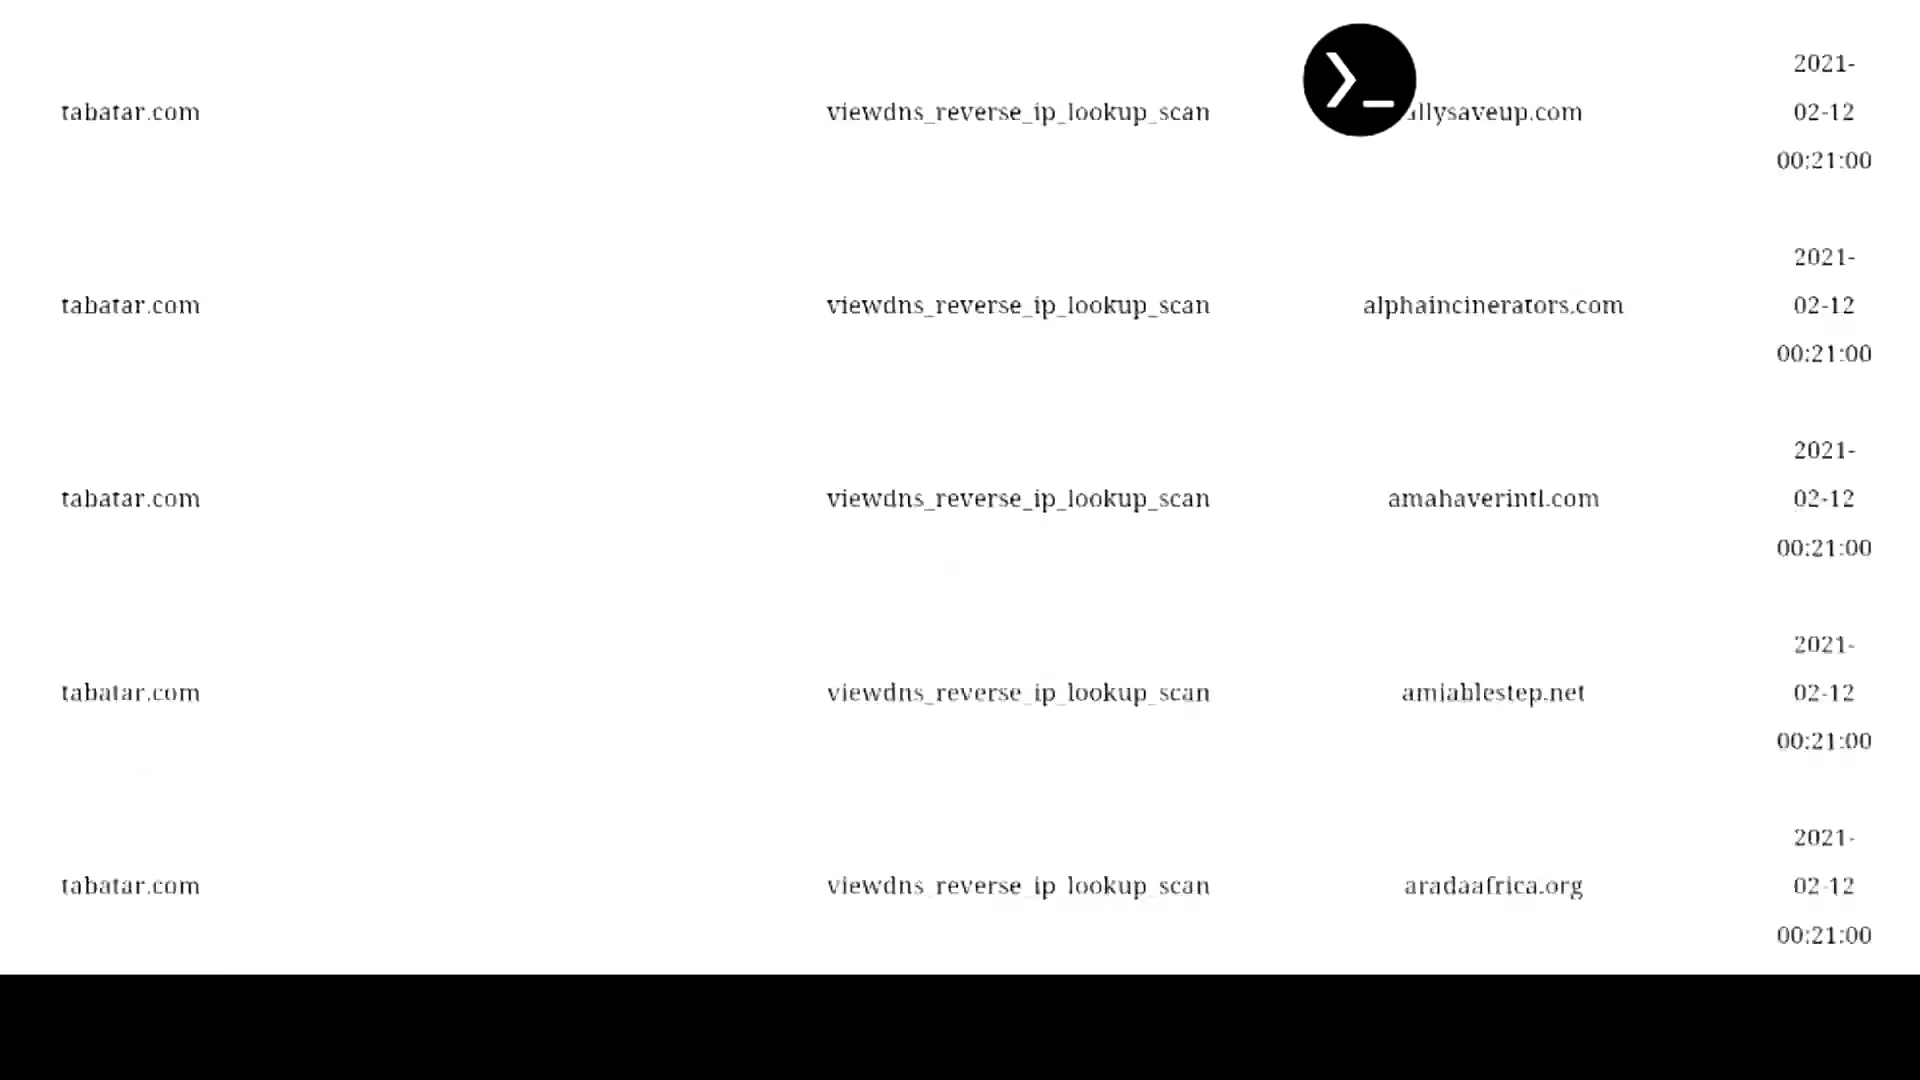 2021-
tabatar.com viewdns_reverse_ip_lookup_scan 02-12
00:21:00
2021-
tabatar.com viewdns_reverse_ip_lookup_scan alphaincinerators.com 02-12
00:21:00
2021-
tabatar.com viewdns_reverse_ip_lookup_scan amahaverintl.com 02-12
00:21:00
2021-
tabatar.com viewdns_reverse_ip_lookup_scan amiablestep.net 02-12
00:21:00
2021-
tabatar.com viewdns_reverse_ip_lookup_scan aradaafrica.org 02-12
00:21:00